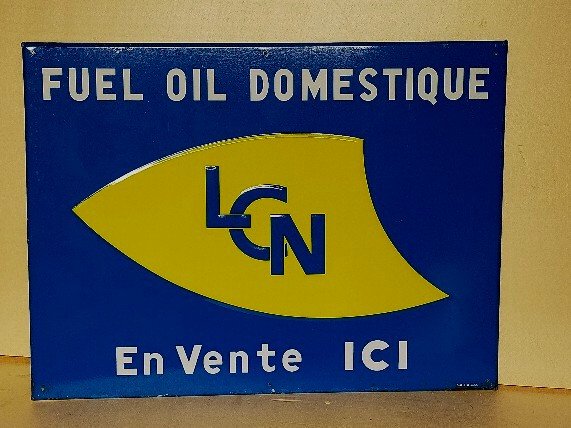 FUEL OIL DOMESTIQUE
LCN
En Vente ICI